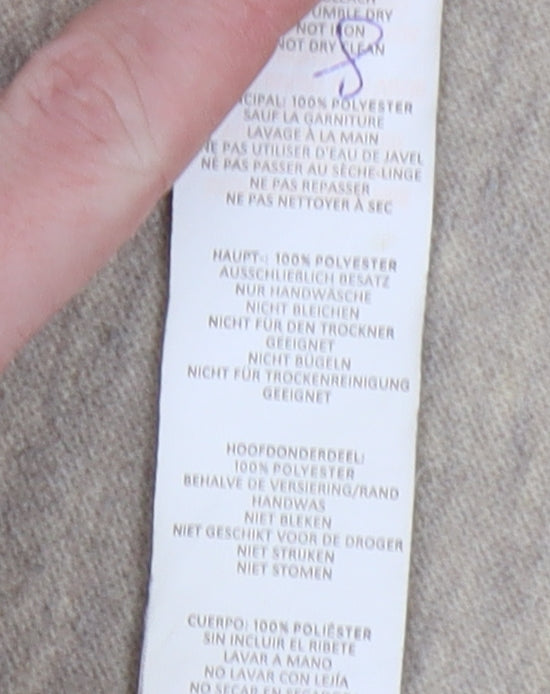 NOT DRY CLEAN
100% POLYESTER
SAUF LA GARNITURE
LAVAGE À LA MAIN
NE PAS UTILISER D'EAU DE JAVEL
NE PAS PASSER AU SÈCHE-LINGE
NE PAS REPASSER
NE PAS NETTOYER À SEC
HAUPT-: 100% POLYESTER
AUSSCHLIEßLICH BESATZ
NUR HANDWÄSCHE
NICHT BLEICHEN
NICHT FÜR DEN TROCKNER
GEEIGNET
NICHT BÜGELN
NICHT FÜR TROCKENREINIGUNG
GEEIGNET
HOOFDONDERDEEL:
100% POLYESTER
BEHALVE DE VERSIERING/RAND
HANDWAS
NIET BLEKEN
NIET GESCHIKT VOOR DE DROGER
NIET STRIJKEN
NIET STOMEN
CUERPO: 100% POLIÉSTER
SIN INCLUIR EL RIBETE
LAVAR A MANO
NO LAVAR CON LEJÍA
NO SECAR EN